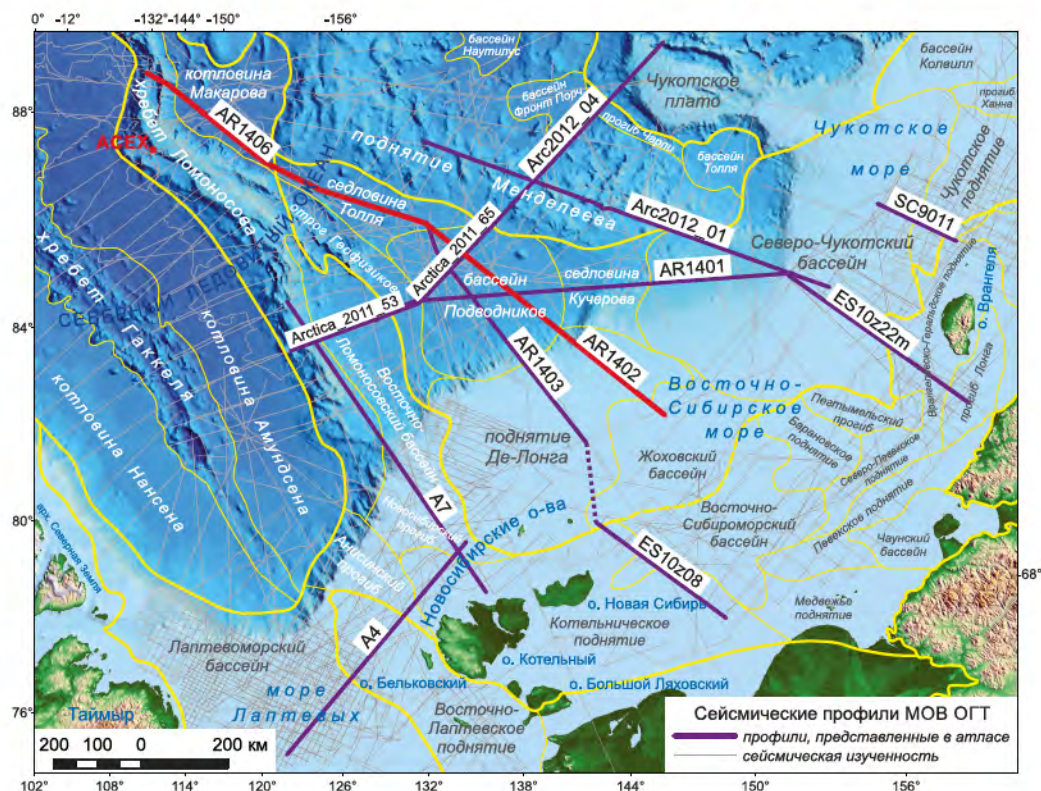 0° -12° -132° -144° -150° -156°
бассейн
Наутилус
бассейн
Колвилл
котловина
Макарова
Чукотское
плато
прогиб
Ханна
88°
бассейн
Фронт Порч
прогиб Чарли
Чукотское
море
Чукотское
поднятие
AR1406
Arc2012_04
хребет Ломоносова
ACEX
поднятие
Менделеева
бассейн
Толля
седловина
Толля
SC9011
отрог Геофизиков
Arctica_2011_65
Arc2012_01
Северо-Чукотский
бассейн
AR1401
седловина
Кучерова
бассейн
Подводников
Врангелевско-Геральдское поднятие
о. Врангеля
хребет Гаккеля
84°
Arctica_2011_53
ES10z22m
котловина Амундсена
котловина Нансена
AR1403
AR1402
прогиб Лонга
Восточно-
Ломоносовский бассейн
Восточно-
Сибирское
море
Пегтымельский
прогиб
Барановское
поднятие
Северо-Певекское
поднятие
поднятие
Де-Лонга
Жоховский
бассейн
A7
80°
Новосибирские о-ва
Восточно-
Сибироморский
бассейн
Певекское поднятие
Чаунский
бассейн
арх. Северная Земля
ES10z08
68°
о. Новая Сибирь
Медвежье
поднятие
A4
Котельническое
поднятие
Лаптевоморский
бассейн
о. Котельный
о. Бельковский
о. Большой Ляховский
76°
Таймыр
море
Лаптевых
Восточно-
Лаптевское
поднятие
Сейсмические профили МОВ ОГТ
профили, представленные в атласе
сейсмическая изученность
200 100 0 200 км
102° 108° 114° 120° 126° 132° 138° 144° 150° 156°